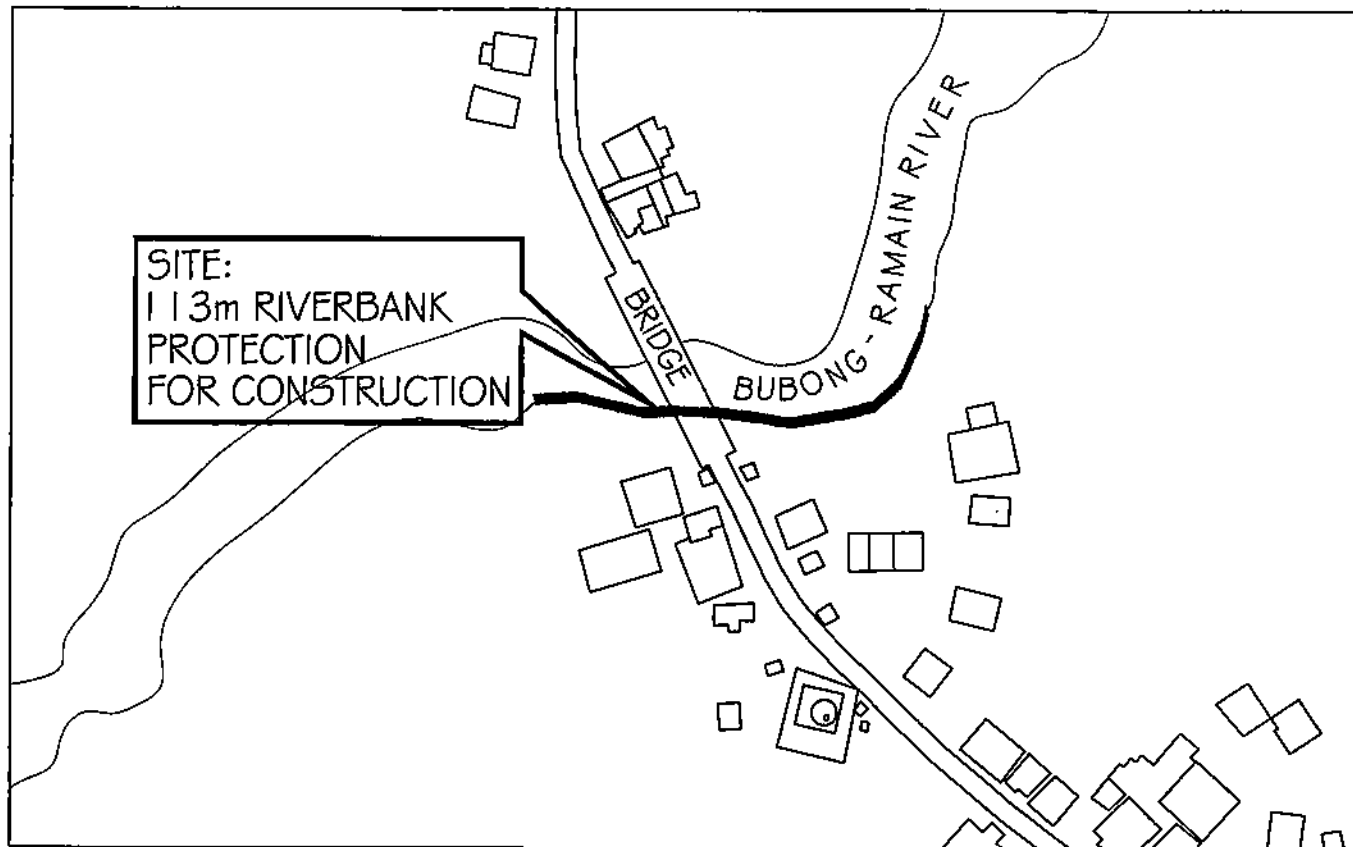 SITE:
113m RIVERBANK
PROTECTION
FOR CONSTRUCTION
BRIDGE
BUBONG - RAMAIN RIVER